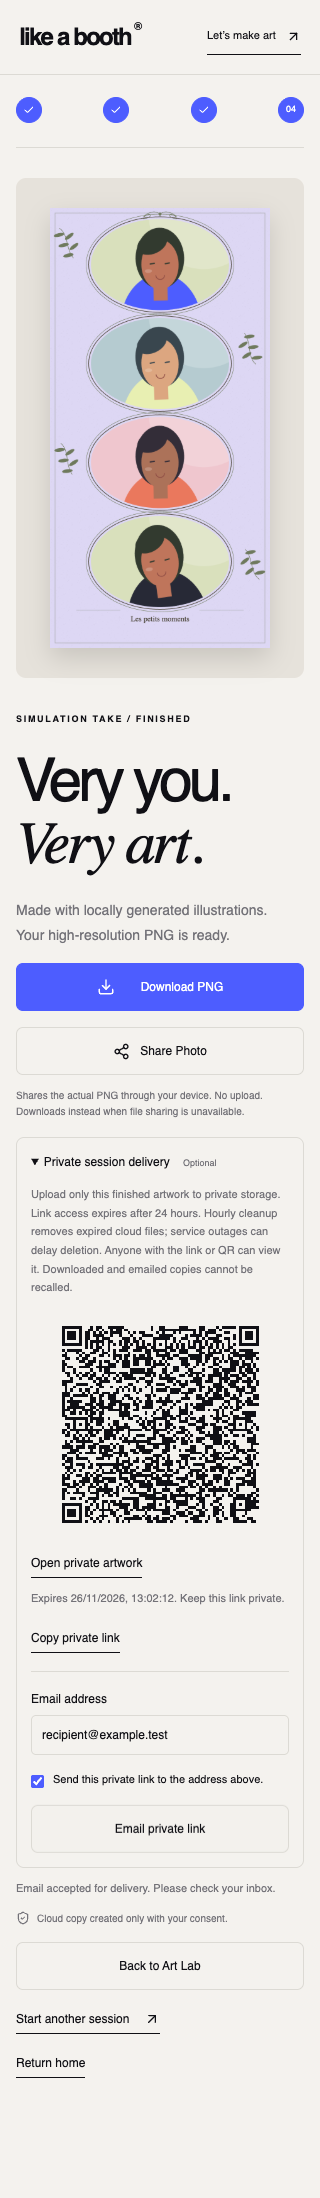 like a booth®
Let's make art
04
Les petits moments
SIMULATION TAKE / FINISHED
Very you.
Very art.
Made with locally generated illustrations.
Your high-resolution PNG is ready.
Download PNG
Share Photo
Shares the actual PNG through your device. No upload.
Downloads instead when file sharing is unavailable.
Private session delivery Optional
Upload only this finished artwork to private storage.
Link access expires after 24 hours. Hourly cleanup
removes expired cloud files; service outages can
delay deletion. Anyone with the link or QR can view
it. Downloaded and emailed copies cannot be
recalled.
Open private artwork
Expires 26/11/2026, 13:02:12. Keep this link private.
Copy private link
Email address
recipient@example.test
Send this private link to the address above.
Email private link
Email accepted for delivery. Please check your inbox.
Cloud copy created only with your consent.
Back to Art Lab
Start another session
Return home